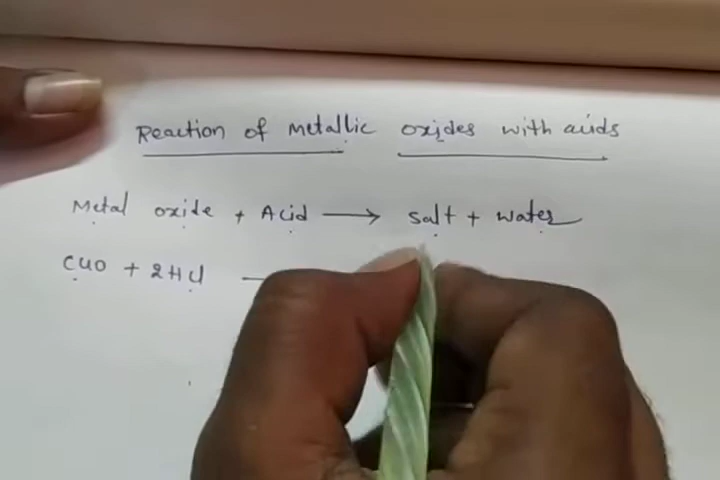 Reaction of Metallic oxides with acids
Metal oxide + Acid → salt + water
CuO + 2HCl —